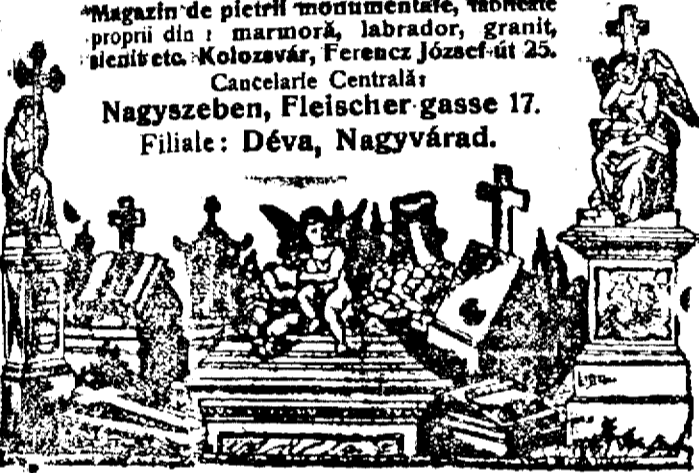 Magazin de pietrii monumentale, fabricate
proprii din : marmoră, labrador, granit,
sienit etc. Kolozsvár, Ferencz József-út 25.
Cancelarie Centrală:
Nagyszeben, Fleischer gasse 17.
Filiale: Déva, Nagyvárad.